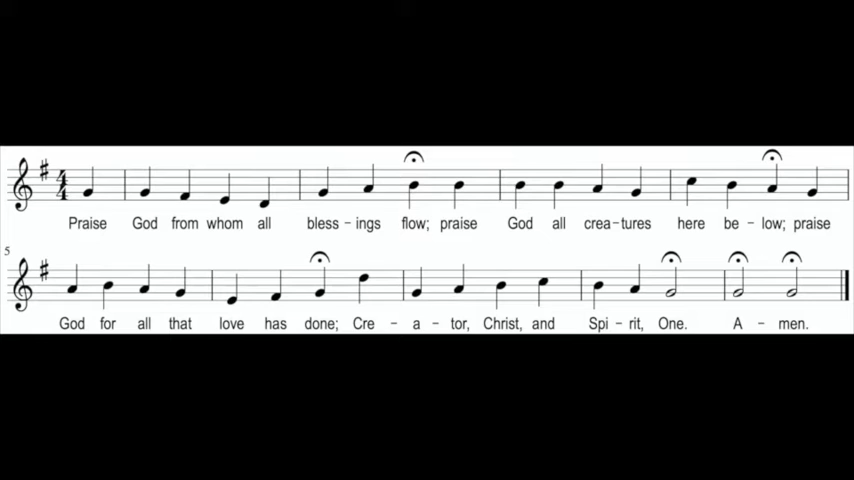 Praise God from whom all bless - ings flow; praise God all crea - tures here be - low; praise
5
God for all that love has done; Cre - a - tor, Christ, and Spi - rit, One. A - men.